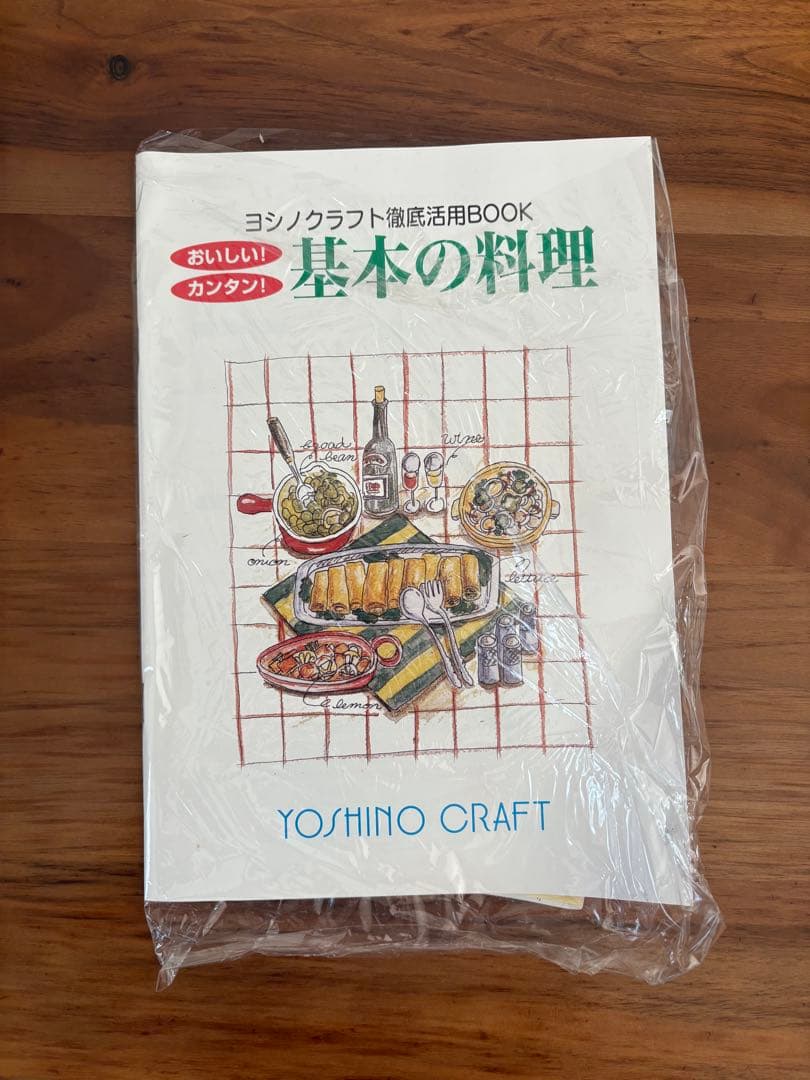 ヨシノクラフト徹底活用BOOK
おいしい!
カンタン!
基本の料理
broad
bean
wine
onion
lettuce
lemon
YOSHINO CRAFT